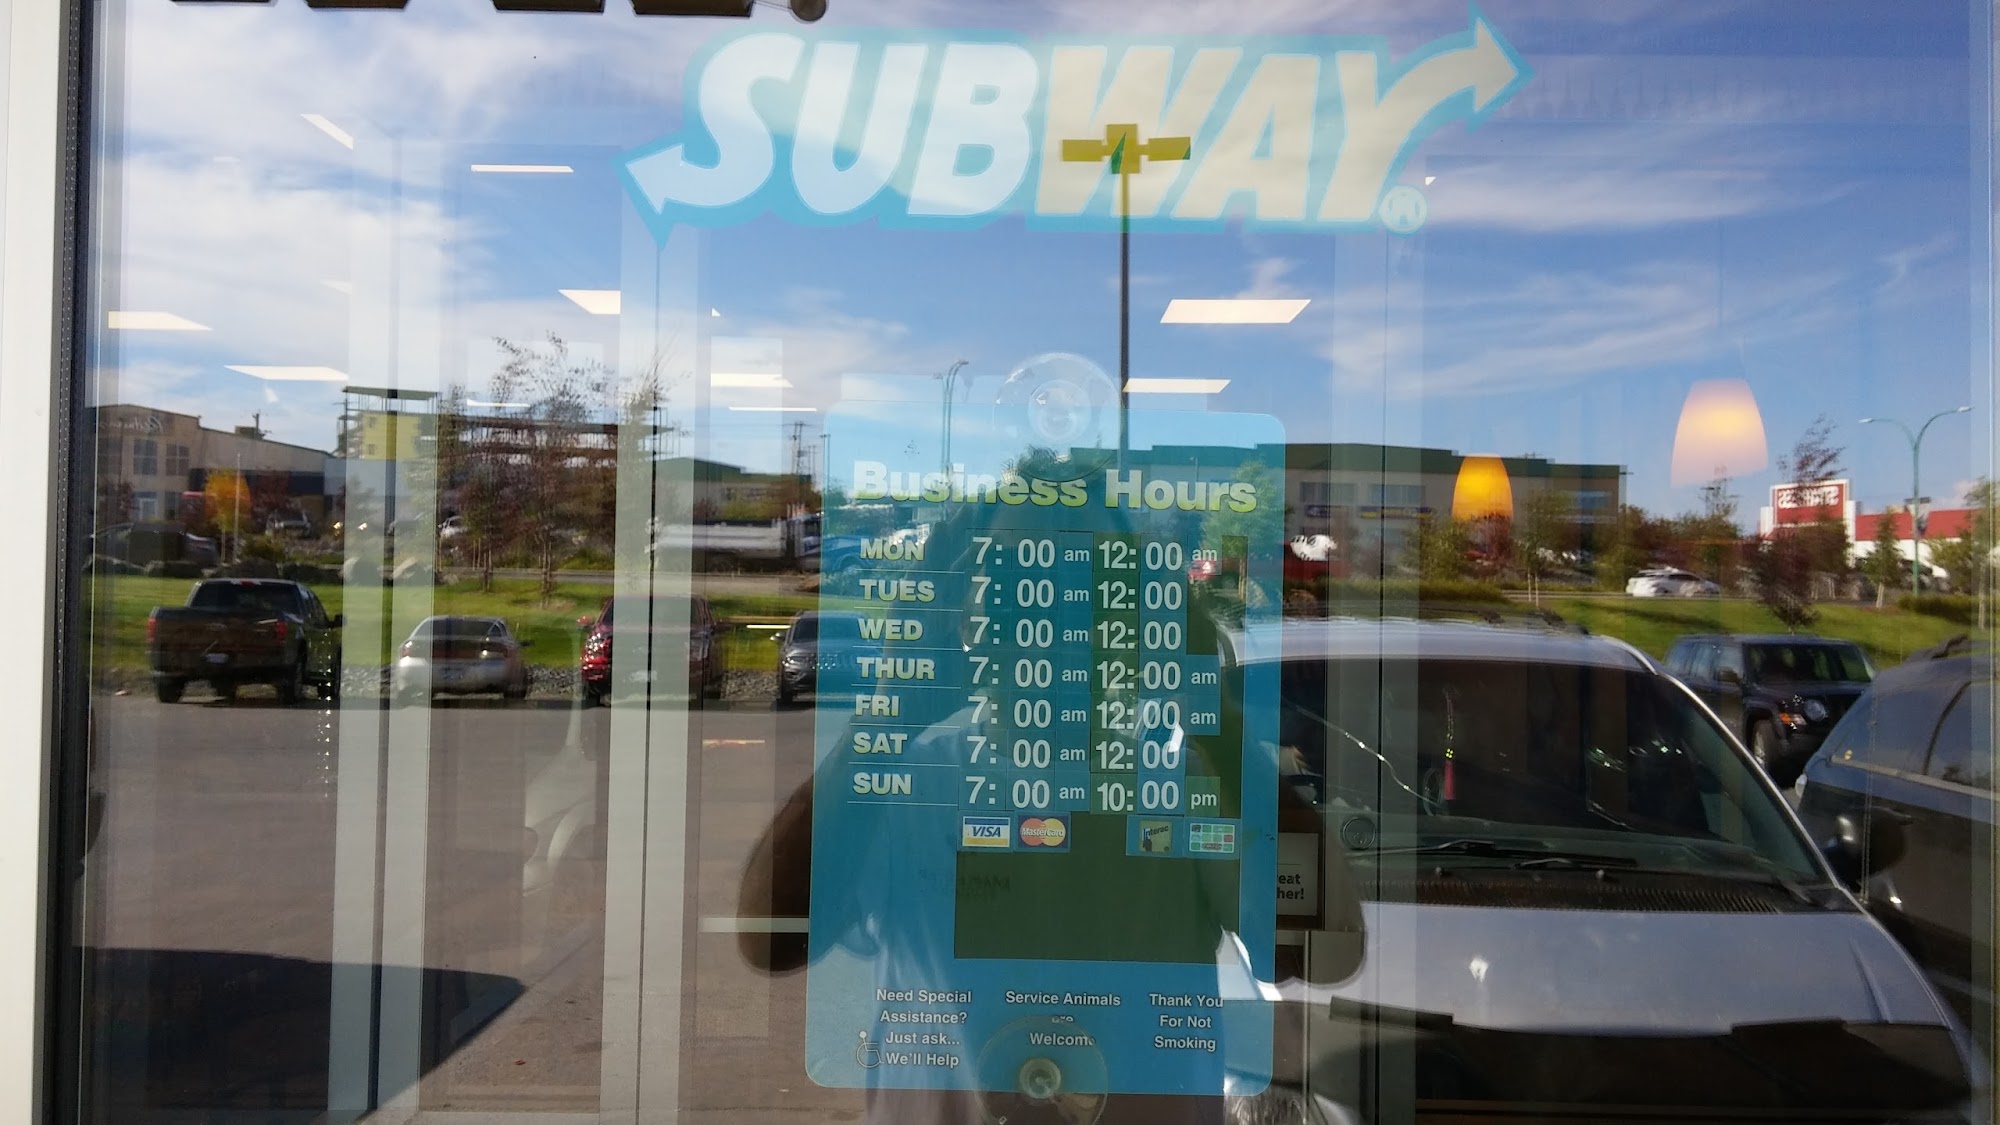 SUBWAY®
Business Hours
MON 7:00 am 12:00 am
TUES 7:00 am 12:00
WED 7:00 am 12:00
THUR 7:00 am 12:00 am
FRI 7:00 am 12:00 am
SAT 7:00 am 12:00
SUN 7:00 am 10:00 pm
VISA MasterCard Interac
eat
her!
Need Special
Assistance?
Just ask...
We'll Help
Service Animals
are
Welcome
Thank You
For Not
Smoking